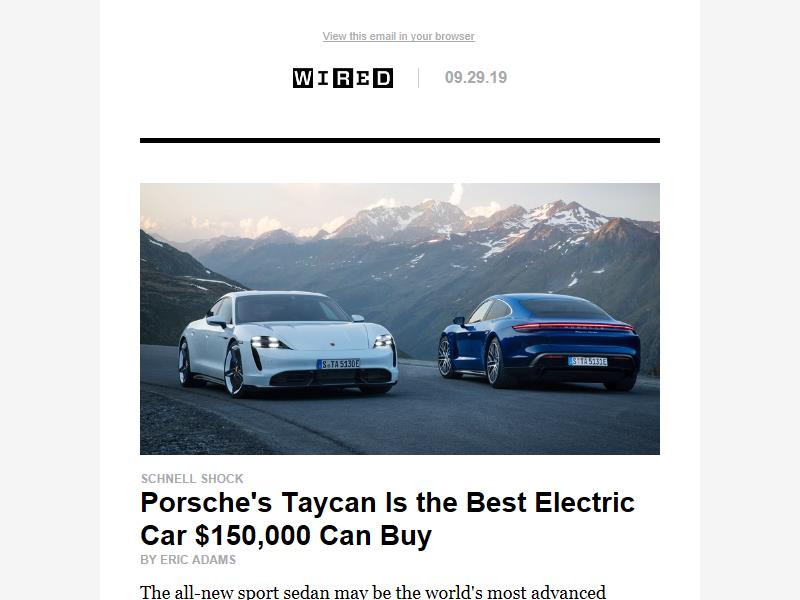 View this email in your browser
WIRED
09.29.19
S TA 5130E
S TA 5131E
SCHNELL SHOCK
Porsche's Taycan Is the Best Electric
Car $150,000 Can Buy
BY ERIC ADAMS
The all-new sport sedan may be the world's most advanced